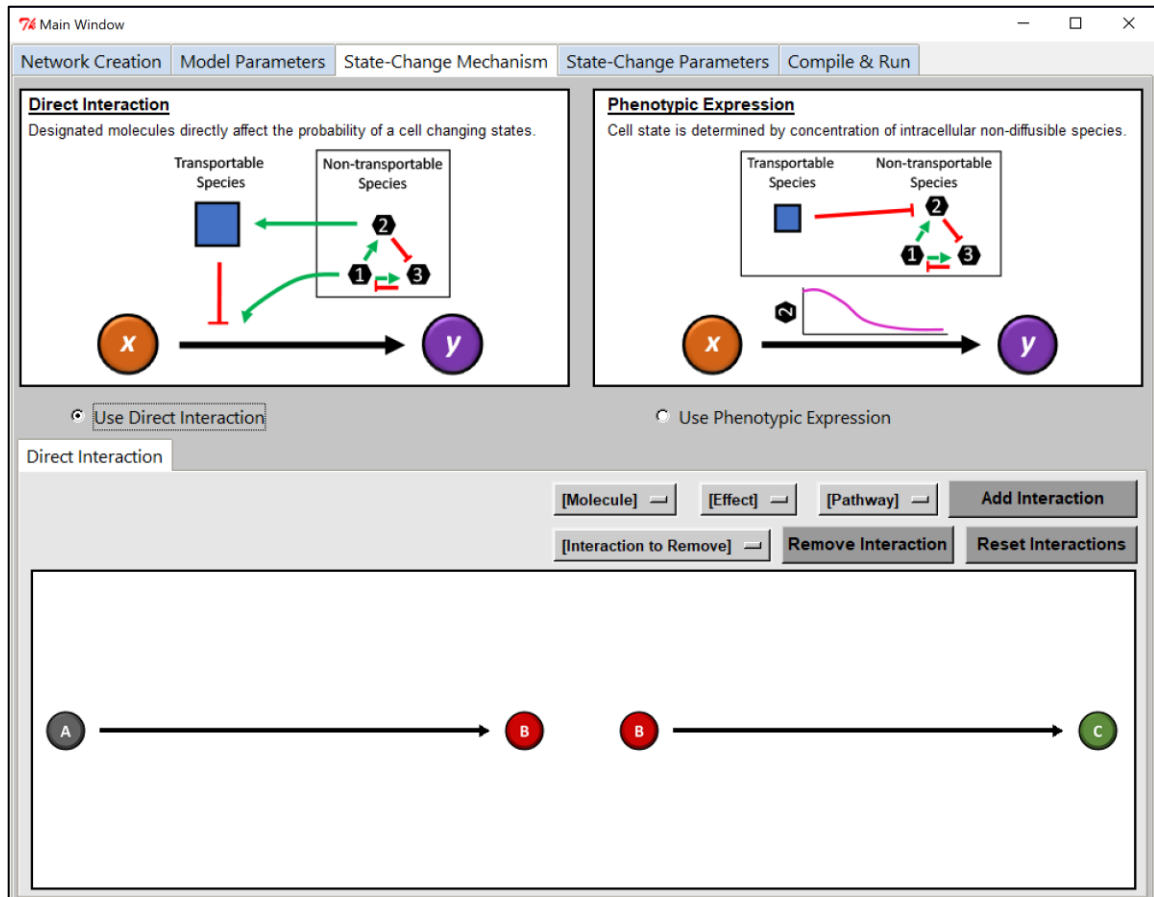 Main Window
Network Creation
Model Parameters
State-Change Mechanism
State-Change Parameters
Compile & Run
Direct Interaction
Designated molecules directly affect the probability of a cell changing states.
Transportable
Species
Non-transportable
Species
2
1
3
x
y
Phenotypic Expression
Cell state is determined by concentration of intracellular non-diffusible species.
Transportable
Species
Non-transportable
Species
2
1
3
2
x
y
Use Direct Interaction
Use Phenotypic Expression
Direct Interaction
[Molecule]
[Effect]
[Pathway]
Add Interaction
[Interaction to Remove]
Remove Interaction
Reset Interactions
A
B
B
C